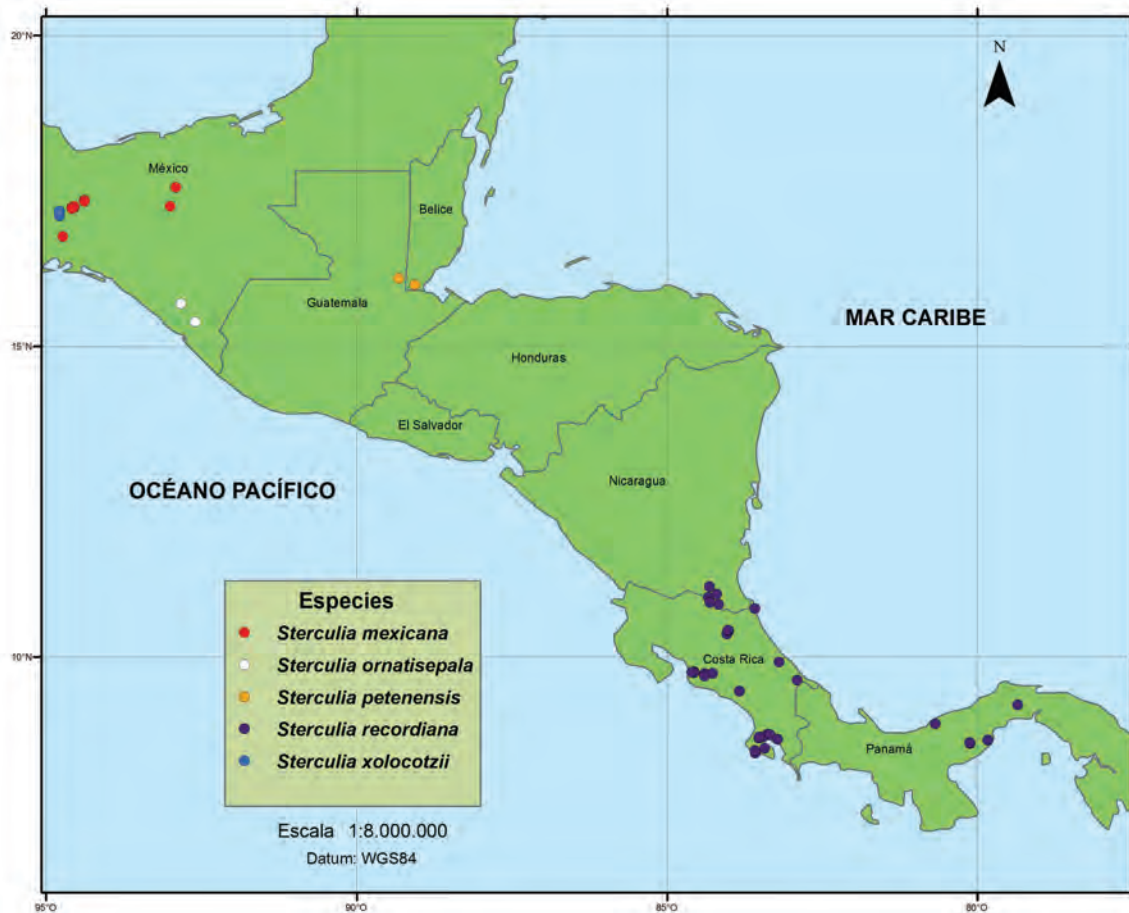 20°N
N
México
Belice
Guatemala
MAR CARIBE
15°N
Honduras
El Salvador
Nicaragua
OCÉANO PACÍFICO
Especies
Sterculia mexicana
Sterculia ornatisepala
Sterculia petenensis
Sterculia recordiana
Sterculia xolocotzii
10°N
Costa Rica
Panamá
Escala 1:8.000.000
Datum: WGS84
95°O
90°O
85°O
80°O